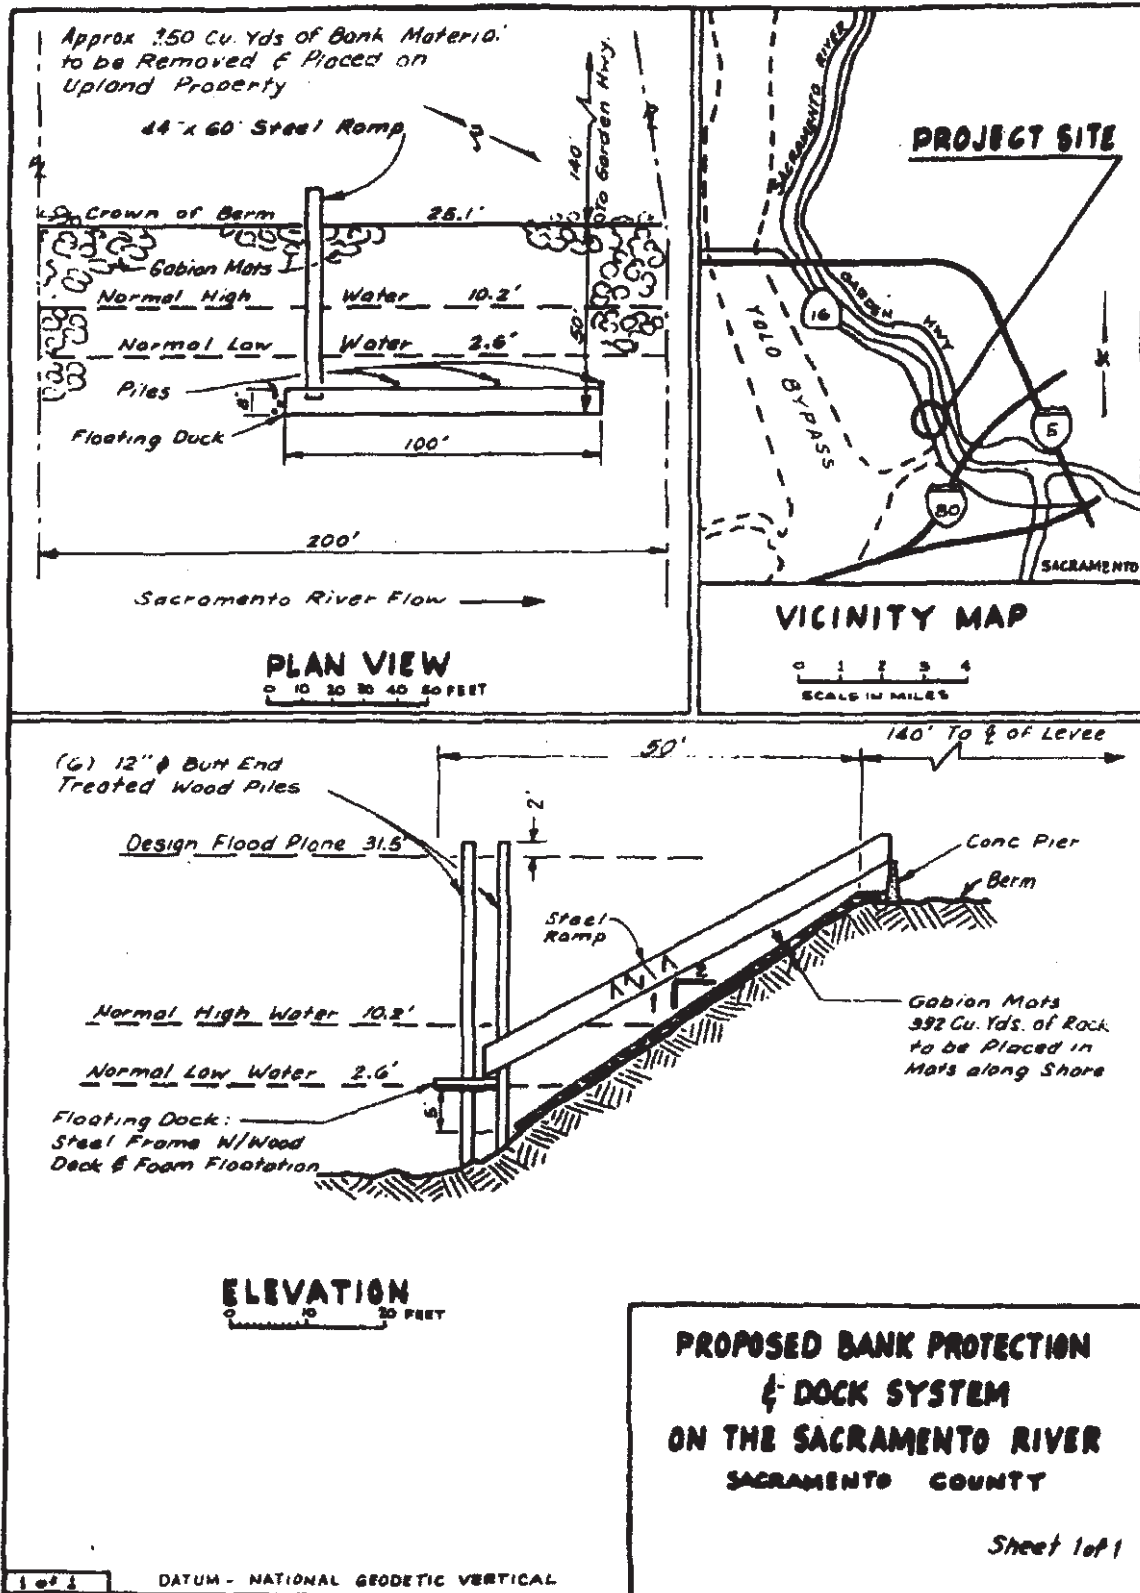 Approx 350 Cu. Yds of Bank Material
to be Removed & Placed on
Upland Property
44" x 60' Steel Ramp
140'
To Garden Hwy.
Crown of Berm 25.1'
Gabion Mats
Normal High Water 10.2'
50'
Normal Low Water 2.6'
Piles
8'
Floating Dock
100'
200'
Sacramento River Flow
PLAN VIEW
0 10 20 30 40 50 FEET
SACRAMENTO RIVER
PROJECT SITE
16
GARDEN HWY
YOLO BYPASS
5
80
SACRAMENTO
VICINITY MAP
0 1 2 3 4
SCALE IN MILES
(6) 12" ϕ Butt End
Treated Wood Piles
50'
140' To ℄ of Levee
2'
Design Flood Plane 31.5'
Conc Pier
Berm
Steel
Ramp
2
1
Normal High Water 10.2'
Gabion Mats
392 Cu. Yds. of Rock
to be Placed in
Mats along Shore
Normal Low Water 2.6'
5'
Floating Dock:
Steel Frame W/Wood
Deck & Foam Floatation
ELEVATION
0 10 20 FEET
PROPOSED BANK PROTECTION
& DOCK SYSTEM
ON THE SACRAMENTO RIVER
SACRAMENTO COUNTY
Sheet 1 of 1
1 of 1
DATUM - NATIONAL GEODETIC VERTICAL